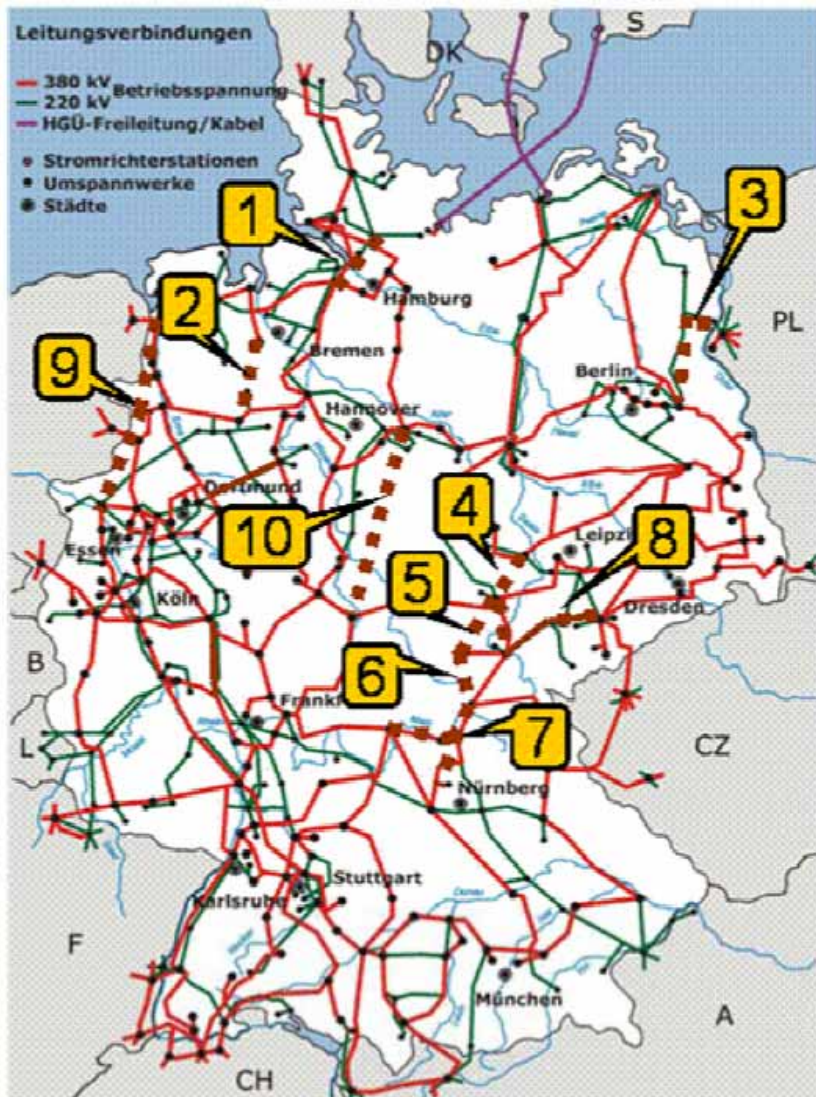 Leitungsverbindungen
380 kV
220 kV
Betriebsspannung
HGÜ-Freileitung/Kabel
Stromrichterstationen
Umspannwerke
Städte
DK
S
1
3
2
Hamburg
PL
9
Bremen
Berlin
Hannover
Dortmund
10
4
Leipzi
8
Essen
5
Köln
Dresden
B
6
Frankf
L
7
CZ
Nürnberg
Stuttgart
Karlsruhe
F
München
A
CH